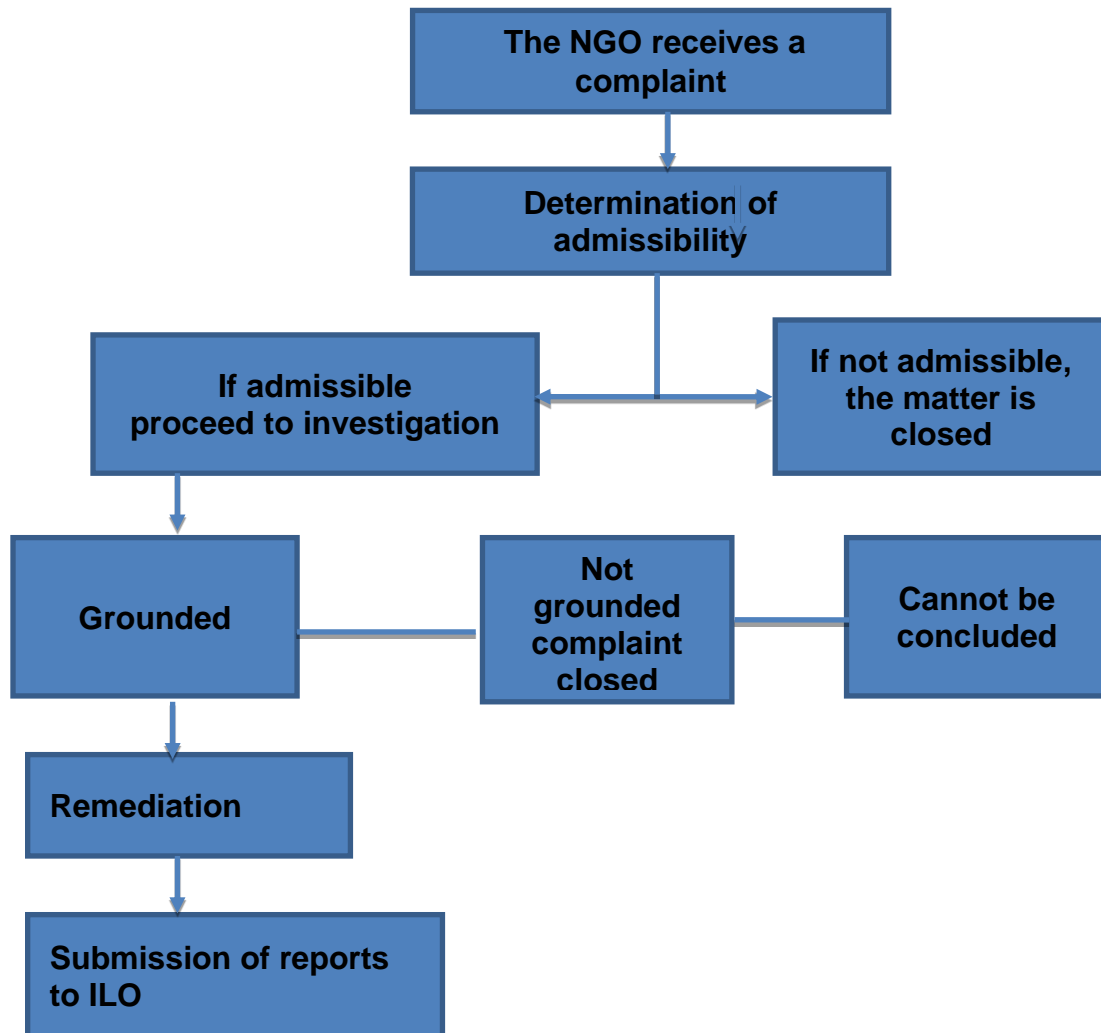 The NGO receives a
complaint
Determination of
admissibility
If admissible
proceed to investigation
If not admissible,
the matter is
closed
Grounded
Not
grounded
complaint
closed
Cannot be
concluded
Remediation
Submission of reports
to ILO